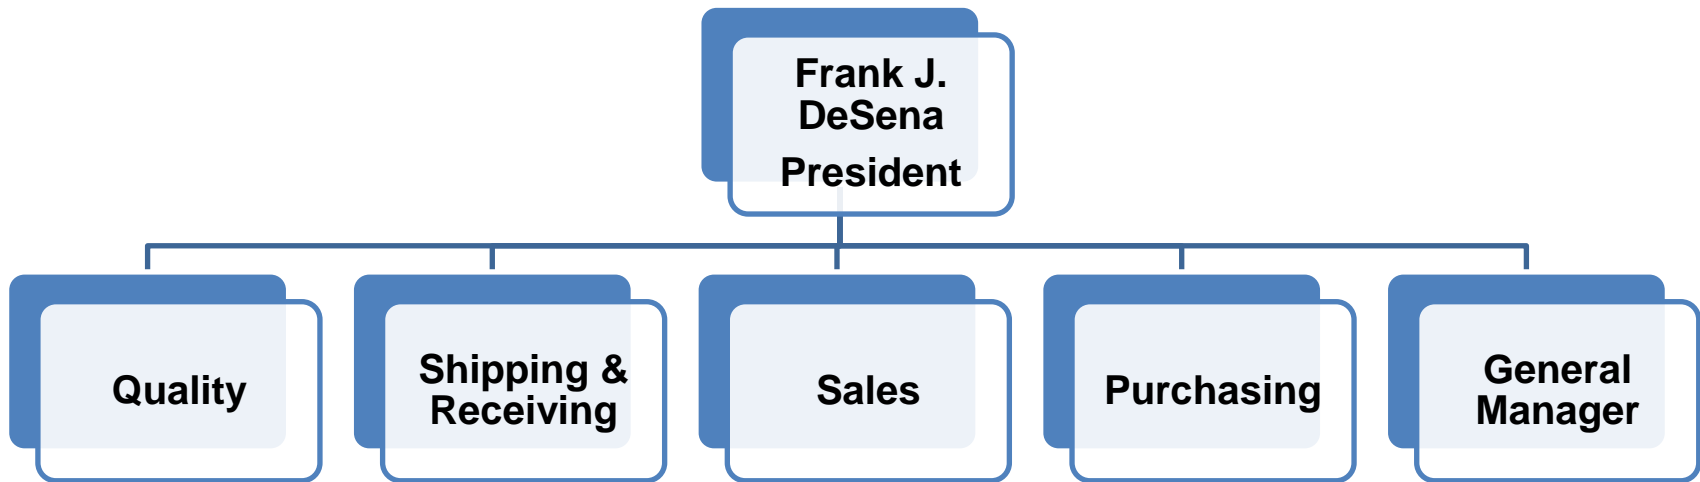 Frank J.
DeSena
President
Quality
Shipping &
Receiving
Sales
Purchasing
General
Manager